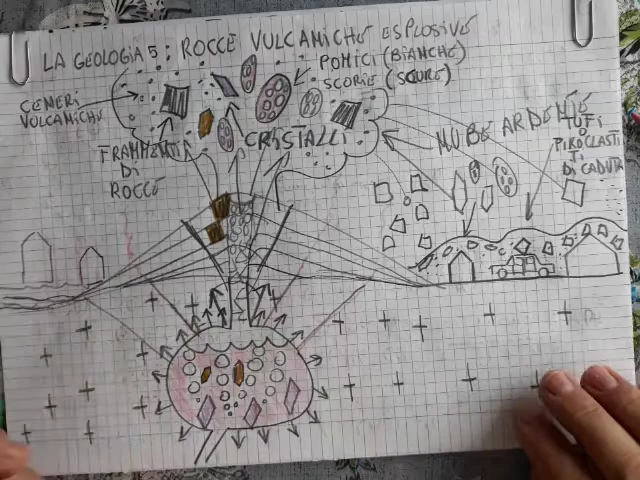 LA GEOLOGIA 5: ROCCE VULCANICHE ESPLOSIVE
POMICI (BIANCHE)
SCORIE (SCURE)
CENERI
VULCANICHE
FRAMMENTI
DI
ROCCE
CRISTALLI
NUBE ARDENTE
TUFI
O
PIROCLASTI
TI
DI CADUTA